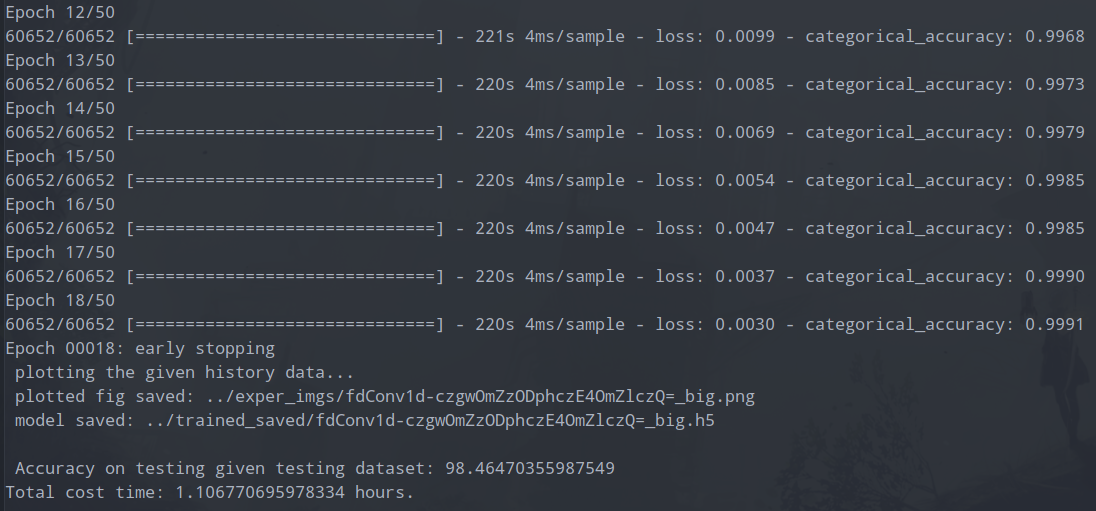 Epoch 12/50
60652/60652 [==============================] - 221s 4ms/sample - loss: 0.0099 - categorical_accuracy: 0.9968
Epoch 13/50
60652/60652 [==============================] - 220s 4ms/sample - loss: 0.0085 - categorical_accuracy: 0.9973
Epoch 14/50
60652/60652 [==============================] - 220s 4ms/sample - loss: 0.0069 - categorical_accuracy: 0.9979
Epoch 15/50
60652/60652 [==============================] - 220s 4ms/sample - loss: 0.0054 - categorical_accuracy: 0.9985
Epoch 16/50
60652/60652 [==============================] - 220s 4ms/sample - loss: 0.0047 - categorical_accuracy: 0.9985
Epoch 17/50
60652/60652 [==============================] - 220s 4ms/sample - loss: 0.0037 - categorical_accuracy: 0.9990
Epoch 18/50
60652/60652 [==============================] - 220s 4ms/sample - loss: 0.0030 - categorical_accuracy: 0.9991
Epoch 00018: early stopping
plotting the given history data...
plotted fig saved: ../exper_imgs/fdConv1d-czgwOmZzODphczE4OmZlczQ=_big.png
model saved: ../trained_saved/fdConv1d-czgwOmZzODphczE4OmZlczQ=_big.h5
Accuracy on testing given testing dataset: 98.46470355987549
Total cost time: 1.106770695978334 hours.